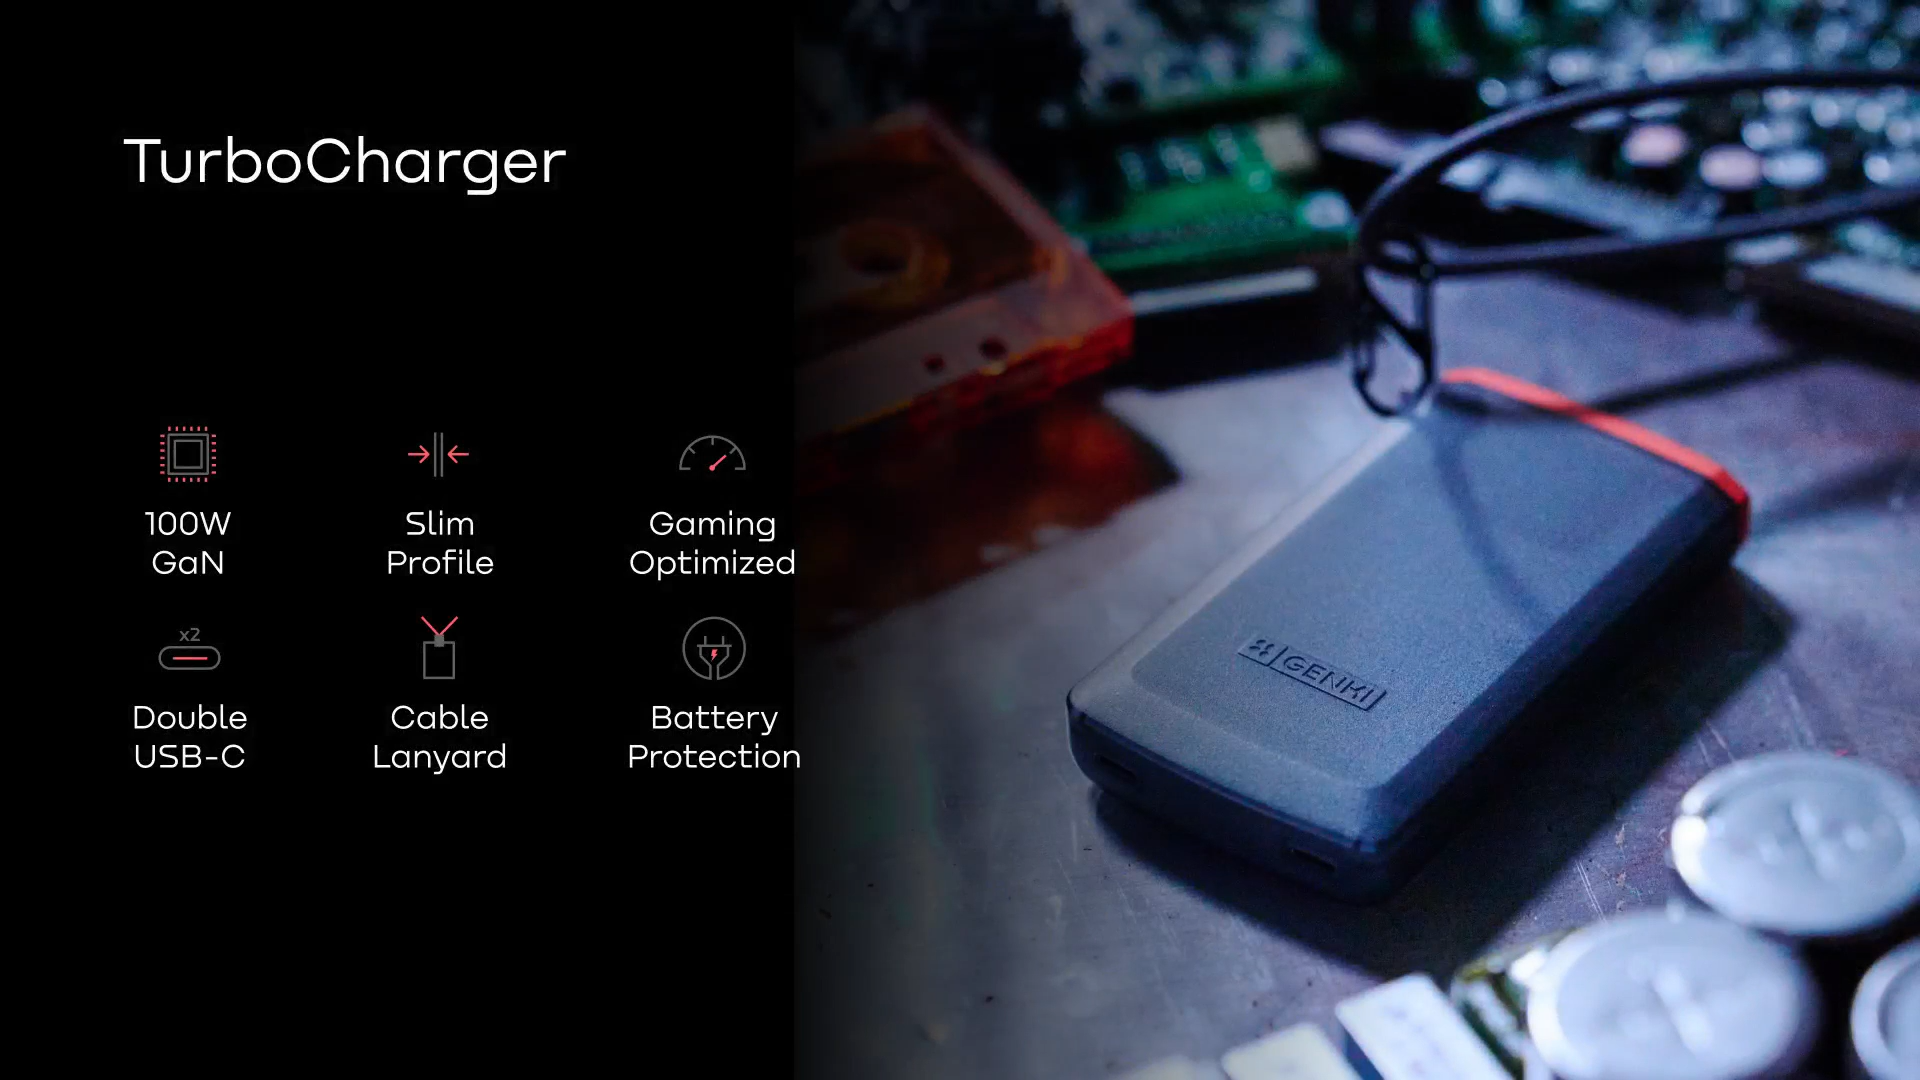 TurboCharger
100W
GaN
Slim
Profile
Gaming
Optimized
x2
Double
USB-C
Cable
Lanyard
Battery
Protection
GENKI